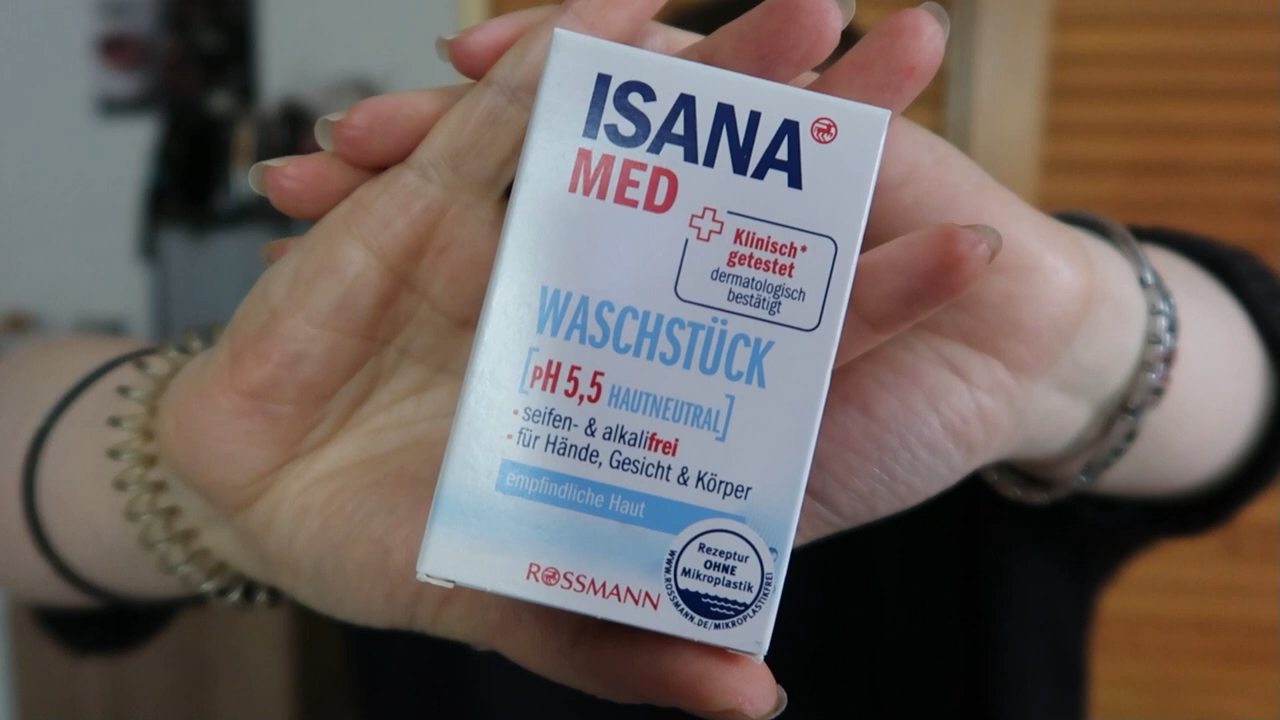 ISANA
MED
Klinisch*
getestet
dermatologisch
bestätigt
WASCHSTÜCK
[pH 5,5 HAUTNEUTRAL]
• seifen- & alkalifrei
• für Hände, Gesicht & Körper
empfindliche Haut
ROSSMANN
Rezeptur
OHNE
Mikroplastik
WWW.ROSSMANN.DE/MIKROPLASTIKFREI